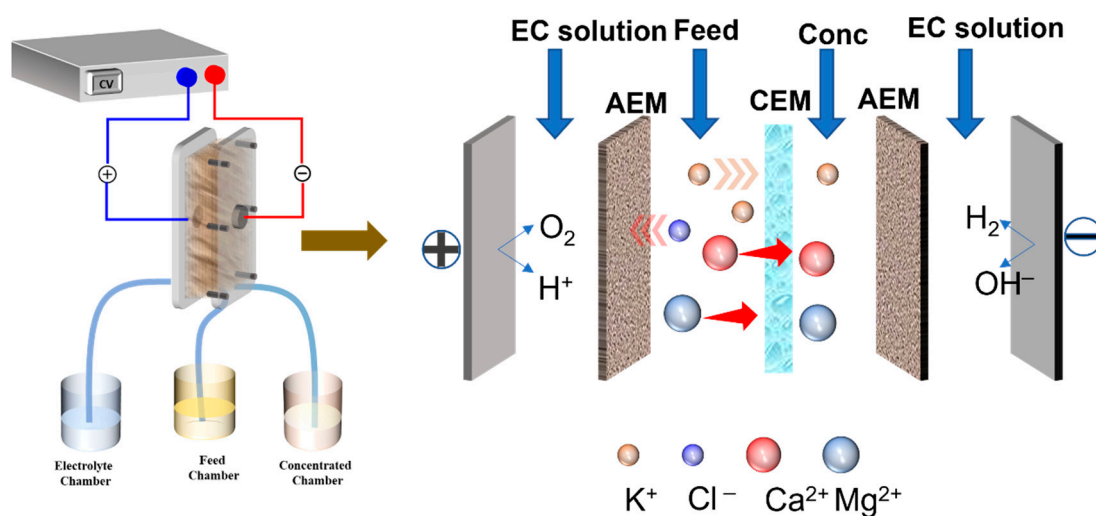 CV
+
−
Electrolyte
Chamber
Feed
Chamber
Concentrated
Chamber
EC solution Feed Conc EC solution
AEM CEM AEM
O₂
H⁺
H₂
OH⁻
+
−
K⁺ Cl⁻ Ca²⁺ Mg²⁺